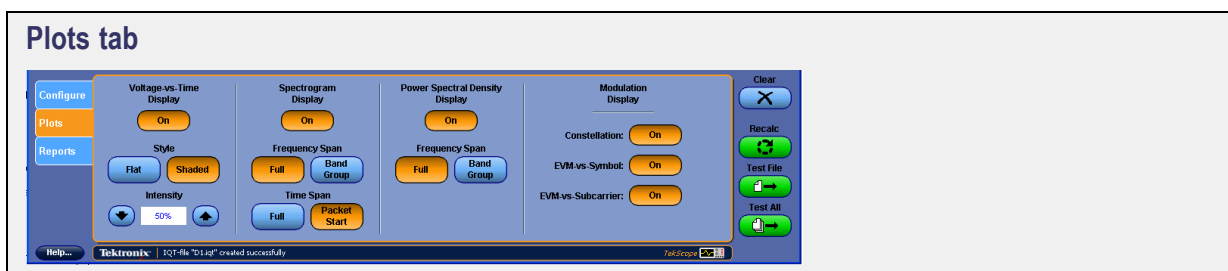 Plots tab
Configure
Plots
Reports
Voltage-vs-Time
Display
On
Style
Flat
Shaded
Intensity
50%
Spectrogram
Display
On
Frequency Span
Full
Band
Group
Time Span
Full
Packet
Start
Power Spectral Density
Display
On
Frequency Span
Full
Band
Group
Modulation
Display
Constellation: On
EVM-vs-Symbol: On
EVM-vs-Subcarrier: On
Clear
Recalc
Test File
Test All
Help...
Tektronix IQT-file "D1.iqt" created successfully
TekScope